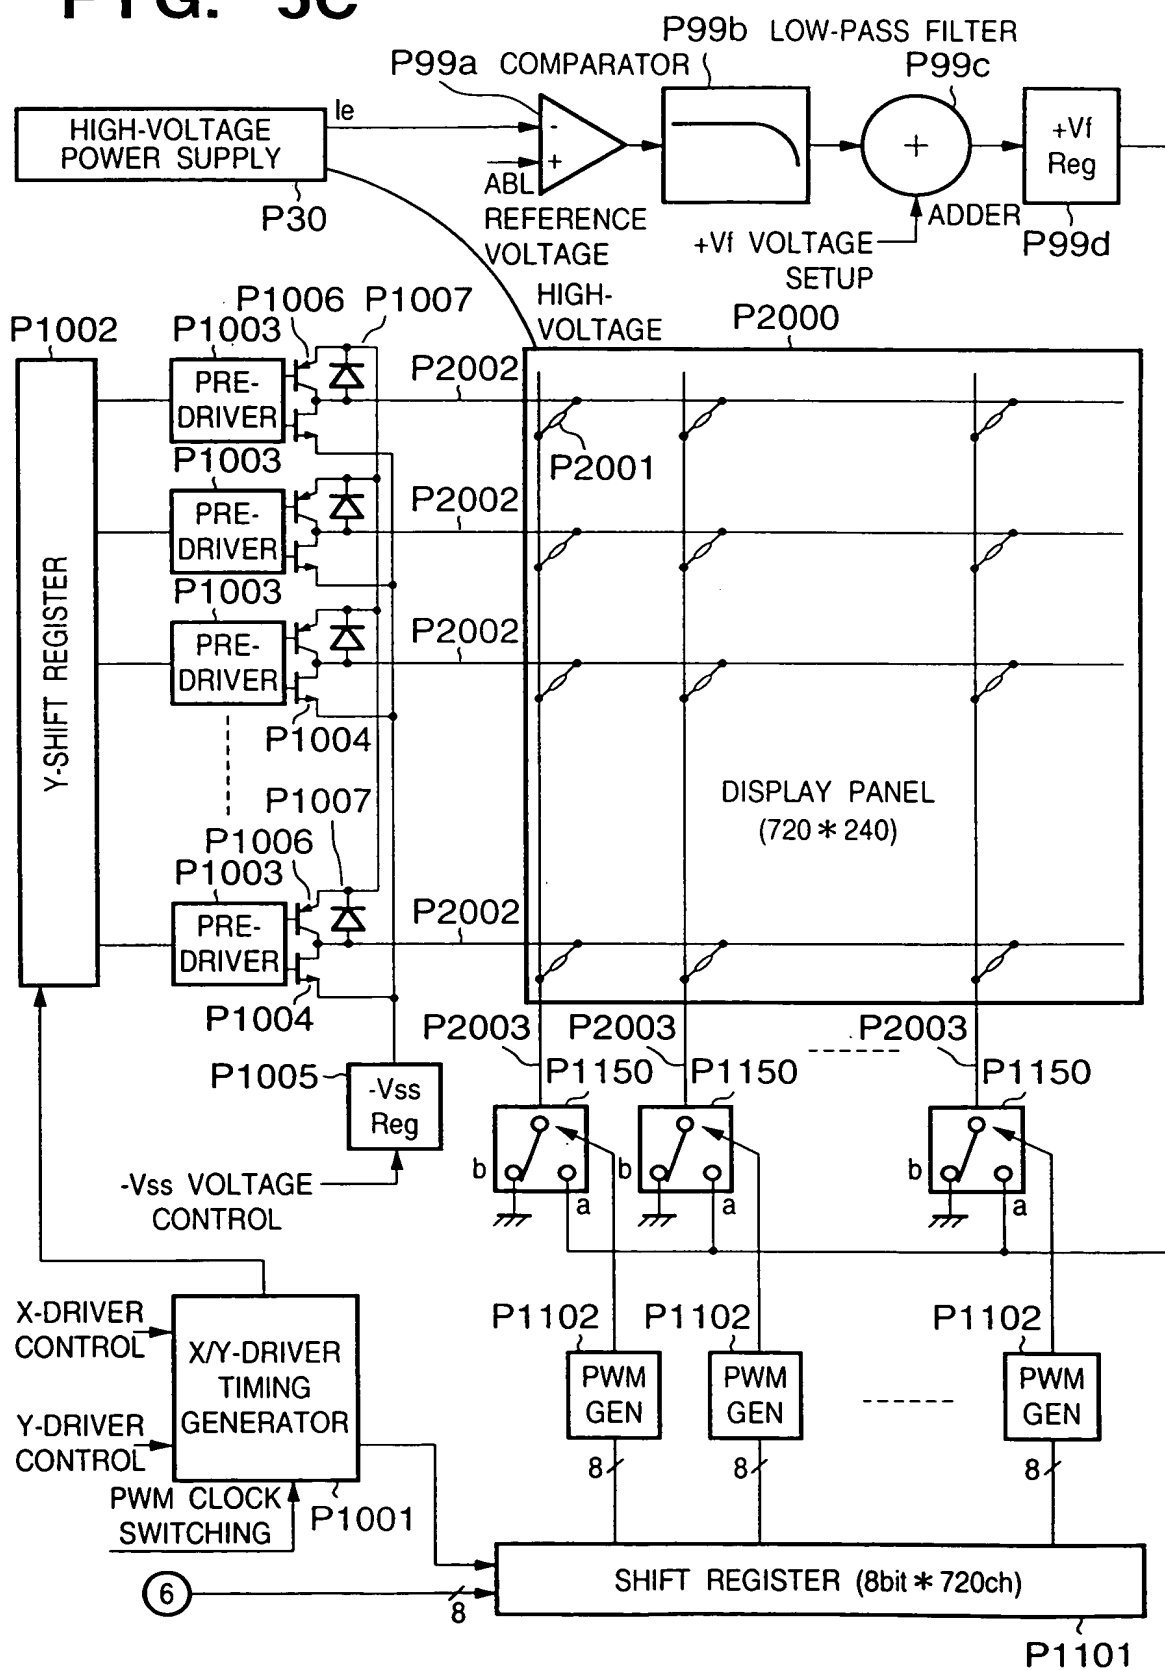 FIG. 5C
P99b LOW-PASS FILTER
P99a COMPARATOR
P99c
HIGH-VOLTAGE
POWER SUPPLY
Ie
-
+
+
+Vf
Reg
P30
ABL
REFERENCE
VOLTAGE
ADDER
P99d
+Vf VOLTAGE
SETUP
HIGH-
VOLTAGE
P2000
P1006 P1007
P1002
P1003
PRE-
DRIVER
P2002
P2001
P1003
PRE-
DRIVER
P2002
P1003
PRE-
DRIVER
P2002
Y-SHIFT REGISTER
P1004
DISPLAY PANEL
(720 * 240)
P1007
P1006
P1003
PRE-
DRIVER
P2002
P1004
P2003 P2003 P2003
P1005
-Vss
Reg
P1150 P1150 P1150
b a b a b a
-Vss VOLTAGE
CONTROL
X-DRIVER
CONTROL
X/Y-DRIVER
TIMING
GENERATOR
Y-DRIVER
CONTROL
PWM CLOCK
SWITCHING
P1001
P1102 P1102 P1102
PWM
GEN
PWM
GEN
PWM
GEN
8 8 8
6
8
SHIFT REGISTER (8bit * 720ch)
P1101